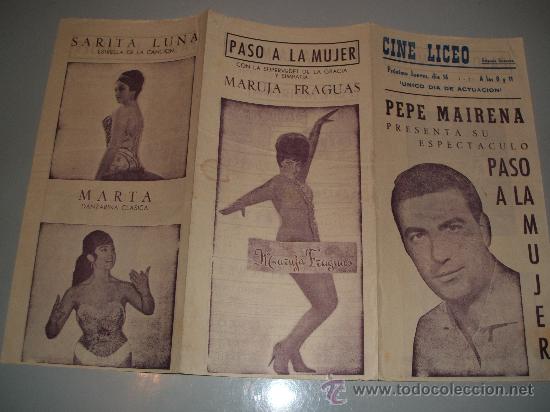 SARITA LUNA
ESTRELLA DE LA CANCION
MARTA
DANZARINA CLASICA
PASO A LA MUJER
CON LA SUPERVEDET DE LA GRACIA
Y SIMPATIA
MARUJA FRAGUAS
Maruja Fraguas
CINE LICEO
Próximo Jueves, día 14
A las 8 y 11
¡UNICO DIA DE ACTUACION!
PEPE MAIRENA
PRESENTA SU
ESPECTACULO
PASO
A LA
MUJER
www.todocoleccion.net